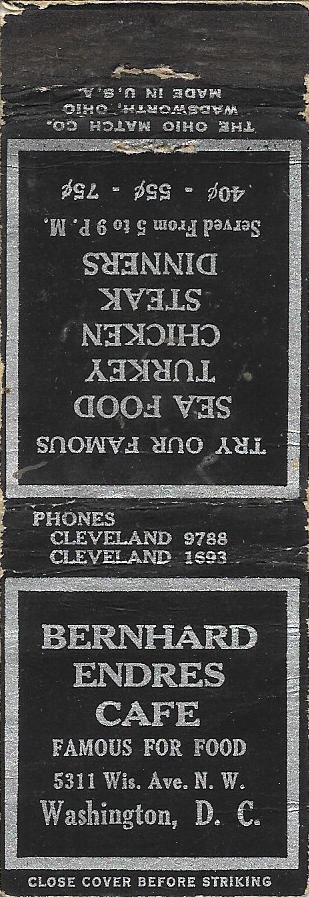 THE OHIO MATCH CO.
WADSWORTH, OHIO
MADE IN U.S.A.
TRY OUR FAMOUS
SEA FOOD
TURKEY
CHICKEN
STEAK
DINNERS
Served From 5 to 9 P. M.
40¢ - 55¢ - 75¢
PHONES
CLEVELAND 9788
CLEVELAND 1693
BERNHARD
ENDRES
CAFE
FAMOUS FOR FOOD
5311 Wis. Ave. N. W.
Washington, D. C.
CLOSE COVER BEFORE STRIKING